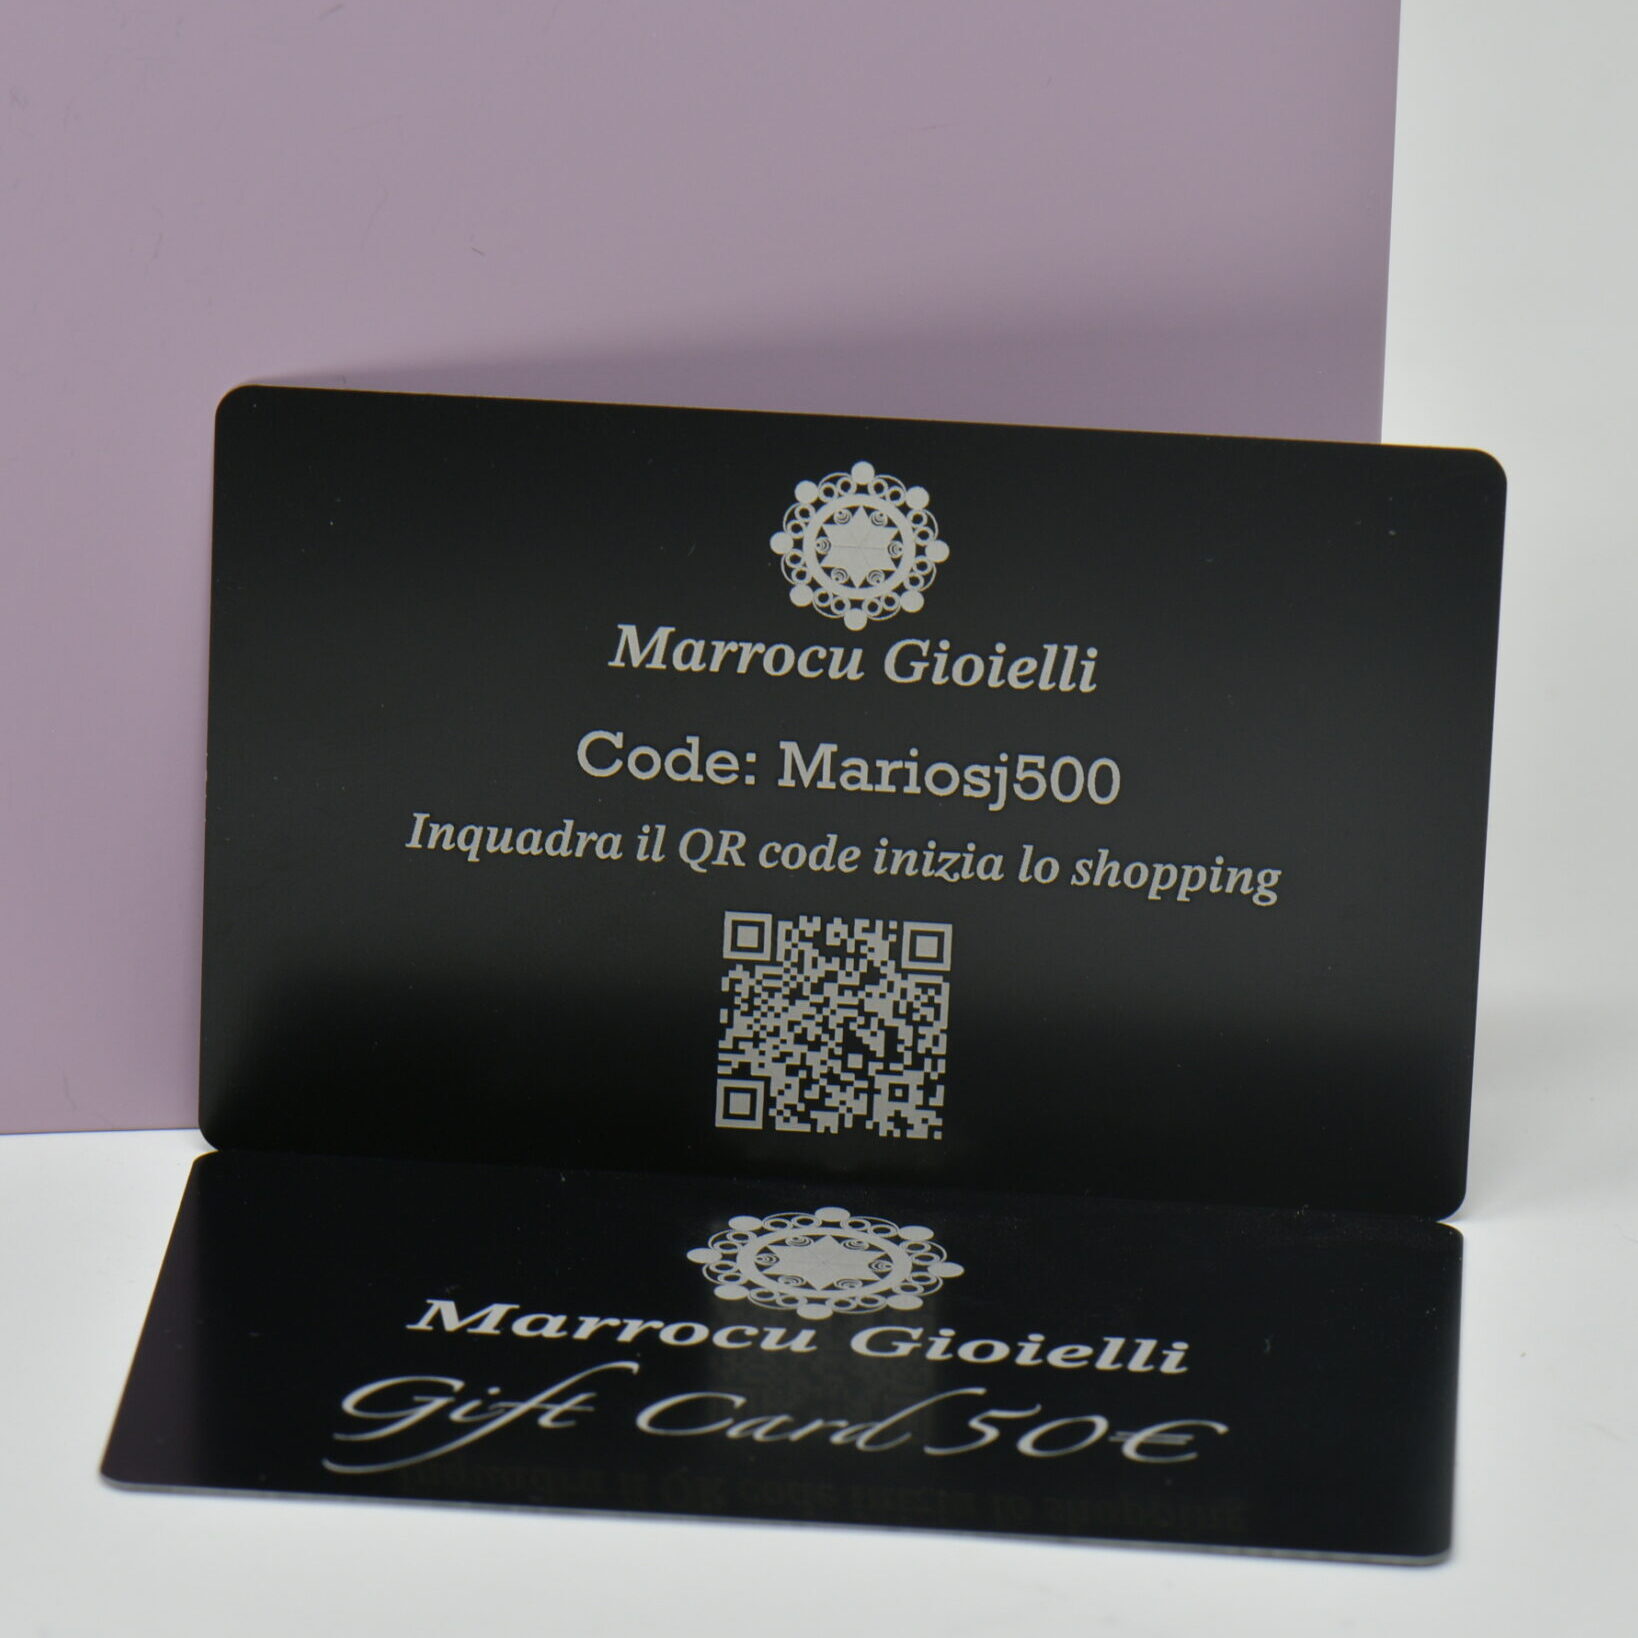 Marrocu Gioielli
Code: Mariosj500
Inquadra il QR code inizia lo shopping
Marrocu Gioielli
Gift Card 50€